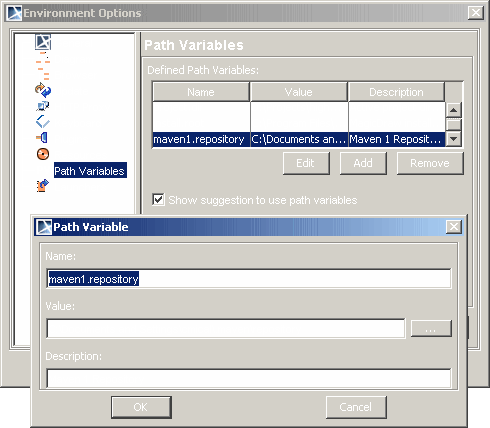 Environment Options
Path Variables
Defined Path Variables:
Name Value Description
maven1.repository C:\Documents an... Maven 1 Reposit...
Edit Add Remove
Path Variables
Show suggestion to use path variables
Path Variable
Name:
maven1.repository
Value:
...
Description:
OK Cancel